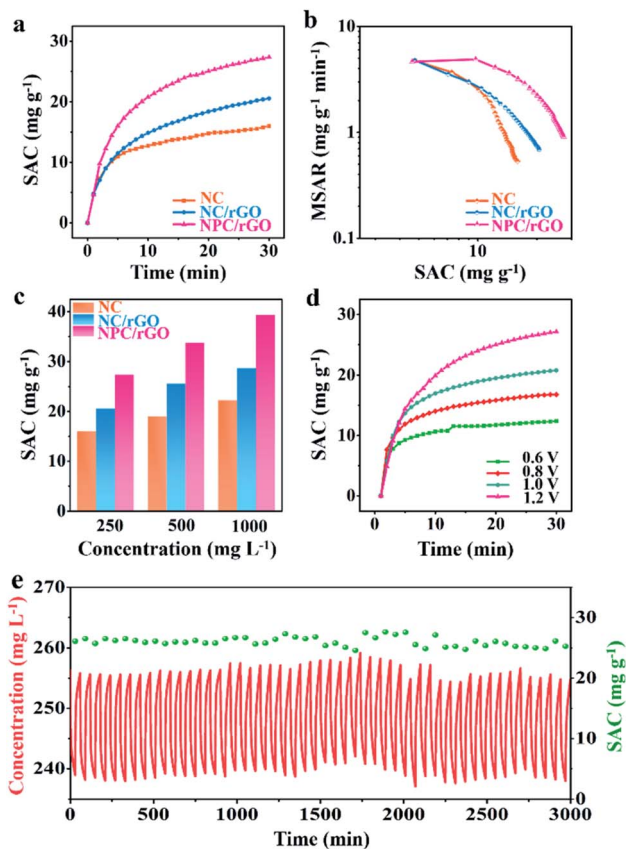 a
SAC (mg g⁻¹)
30
20
10
0
0 10 20 30
Time (min)
NC
NC/rGO
NPC/rGO
b
MSAR (mg g⁻¹ min⁻¹)
10
1
0.1
10
SAC (mg g⁻¹)
NC
NC/rGO
NPC/rGO
c
SAC (mg g⁻¹)
40
30
20
10
0
NC
NC/rGO
NPC/rGO
250 500 1000
Concentration (mg L⁻¹)
d
SAC (mg g⁻¹)
30
20
10
0
0 10 20 30
Time (min)
0.6 V
0.8 V
1.0 V
1.2 V
e
Concentration (mg L⁻¹)
270
260
250
240
0 500 1000 1500 2000 2500 3000
Time (min)
30
20
10
0
SAC (mg g⁻¹)